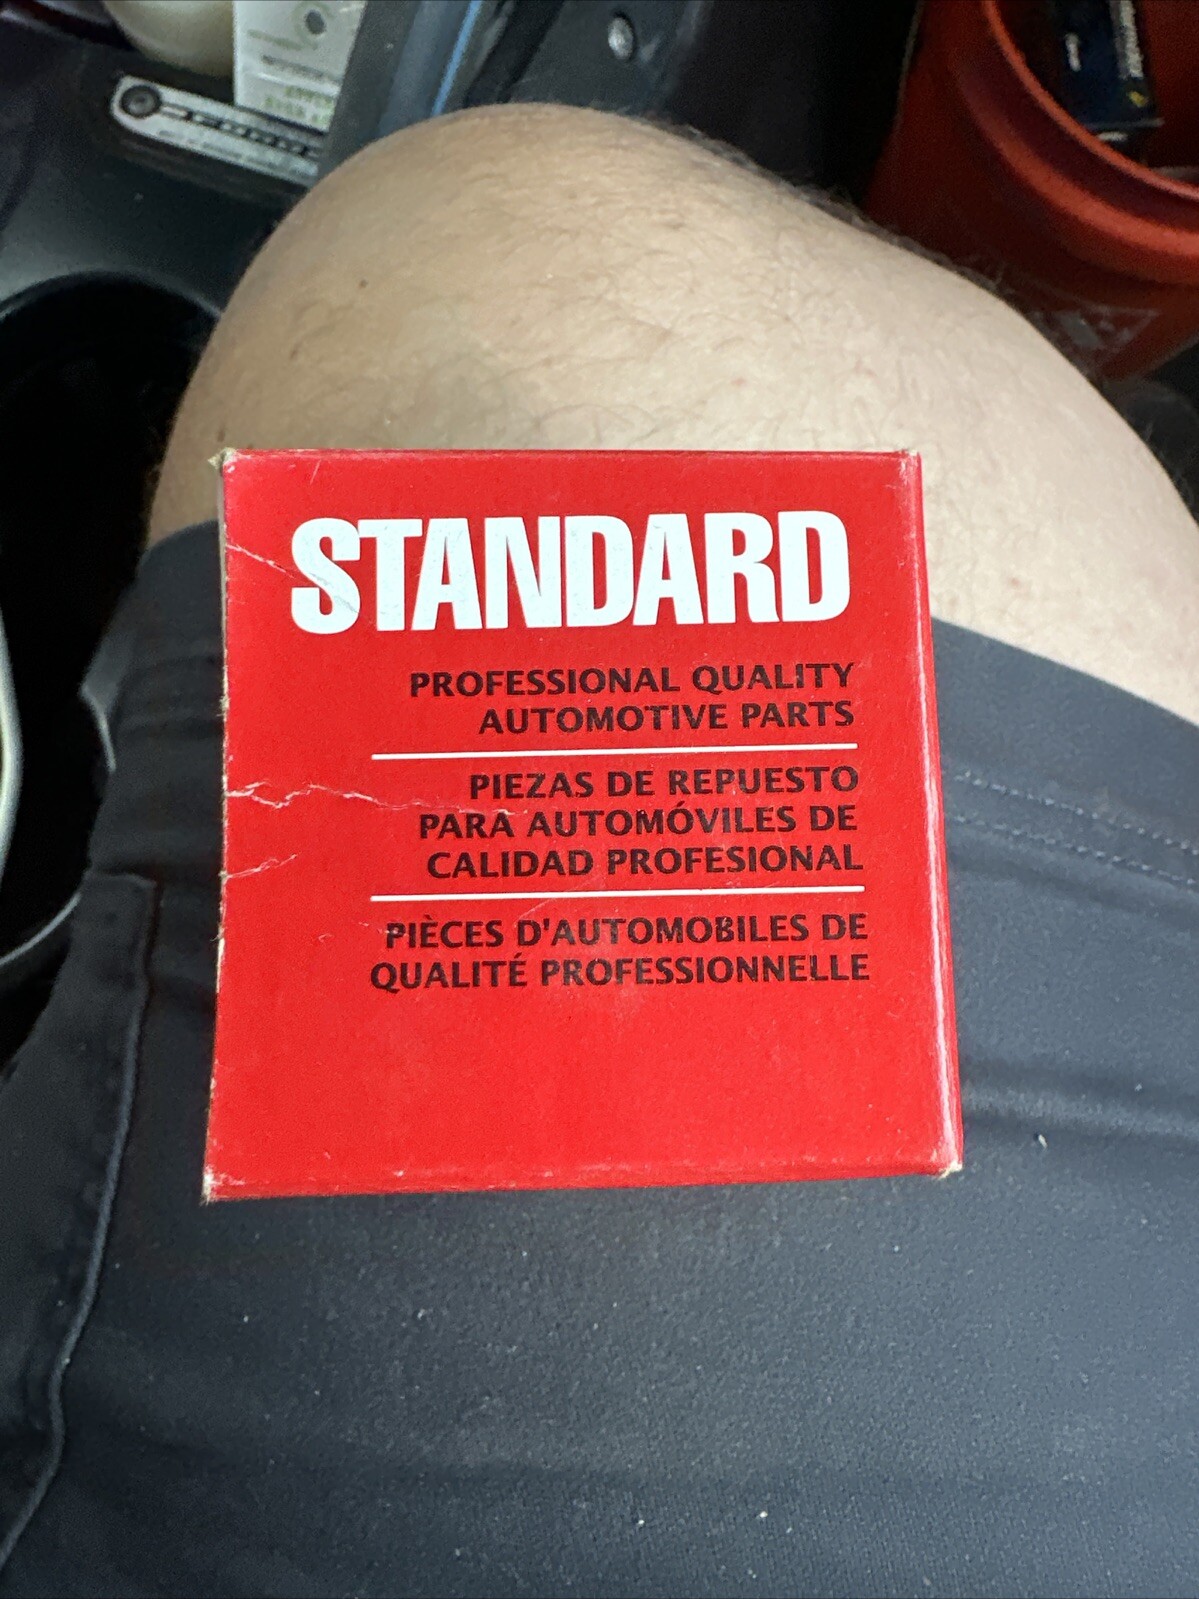 STANDARD
PROFESSIONAL QUALITY
AUTOMOTIVE PARTS
PIEZAS DE REPUESTO
PARA AUTOMÓVILES DE
CALIDAD PROFESIONAL
PIÈCES D'AUTOMOBILES DE
QUALITÉ PROFESSIONNELLE